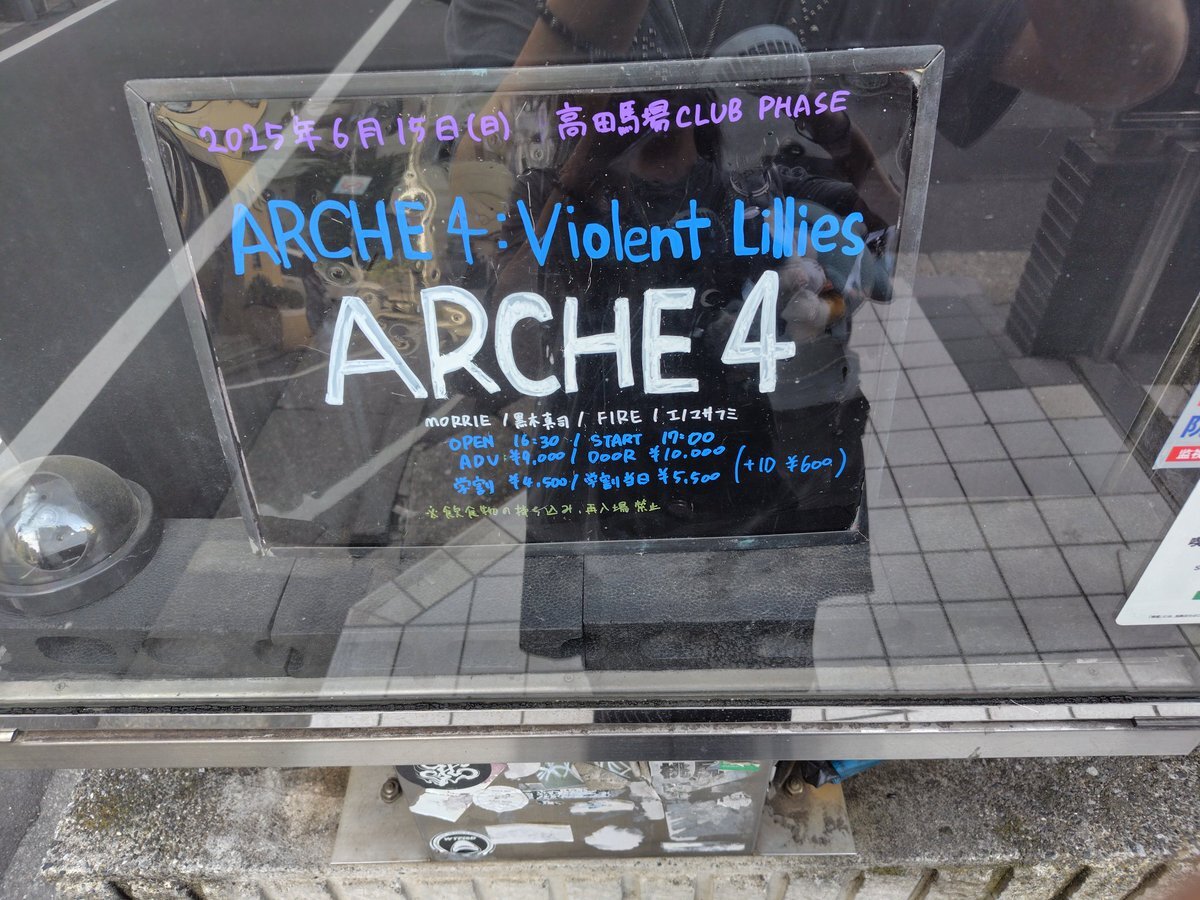 2025年6月15日(日) 高田馬場CLUB PHASE
ARCHE 4 : Violent Lillies
ARCHE 4
MORRIE / 黒木真司 / FIRE / エノマサフミ
OPEN 16:30 / START 17:00
ADV: ¥9,000 / DOOR ¥10.000
学割 ¥4,500 / 学割当日 ¥5,500 (+1D ¥600)
※飲食物の持ち込み、再入場禁止
監視